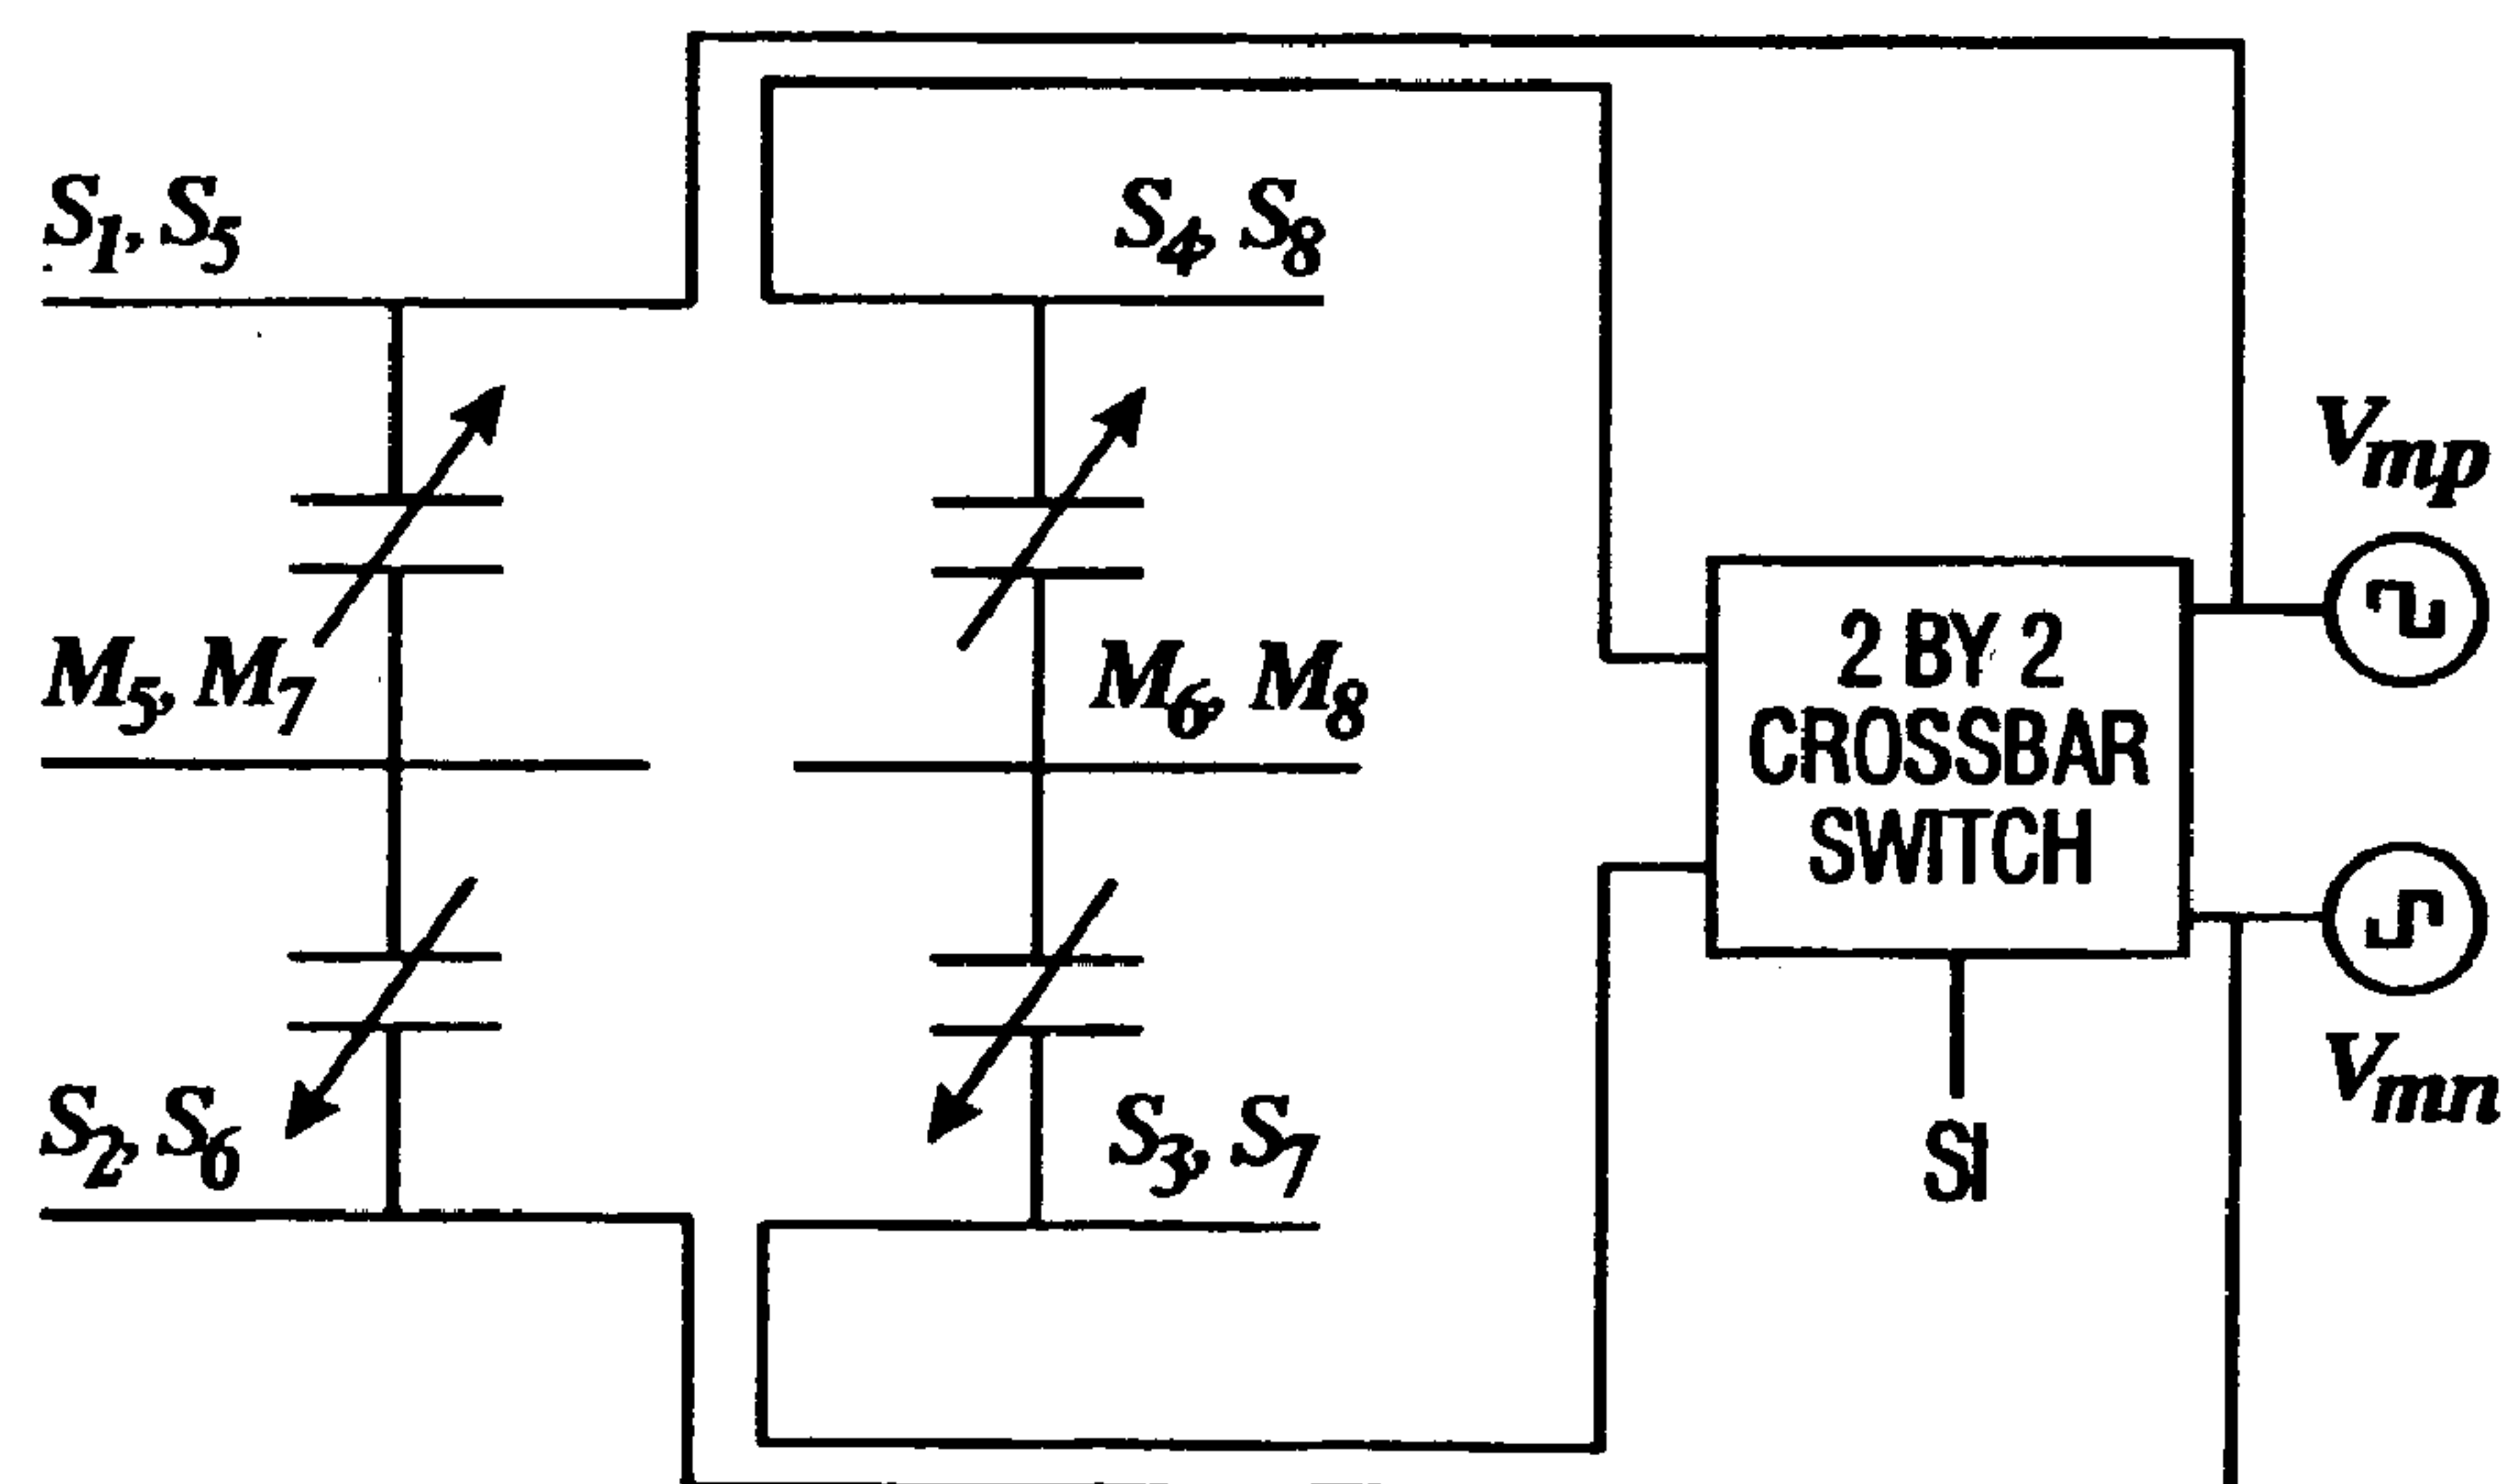 S1, S5
S4, S8
Vmp
M5, M7
M6, M8
2 BY 2
CROSSBAR
SWITCH
S2, S6
S3, S7
SI
Vmn